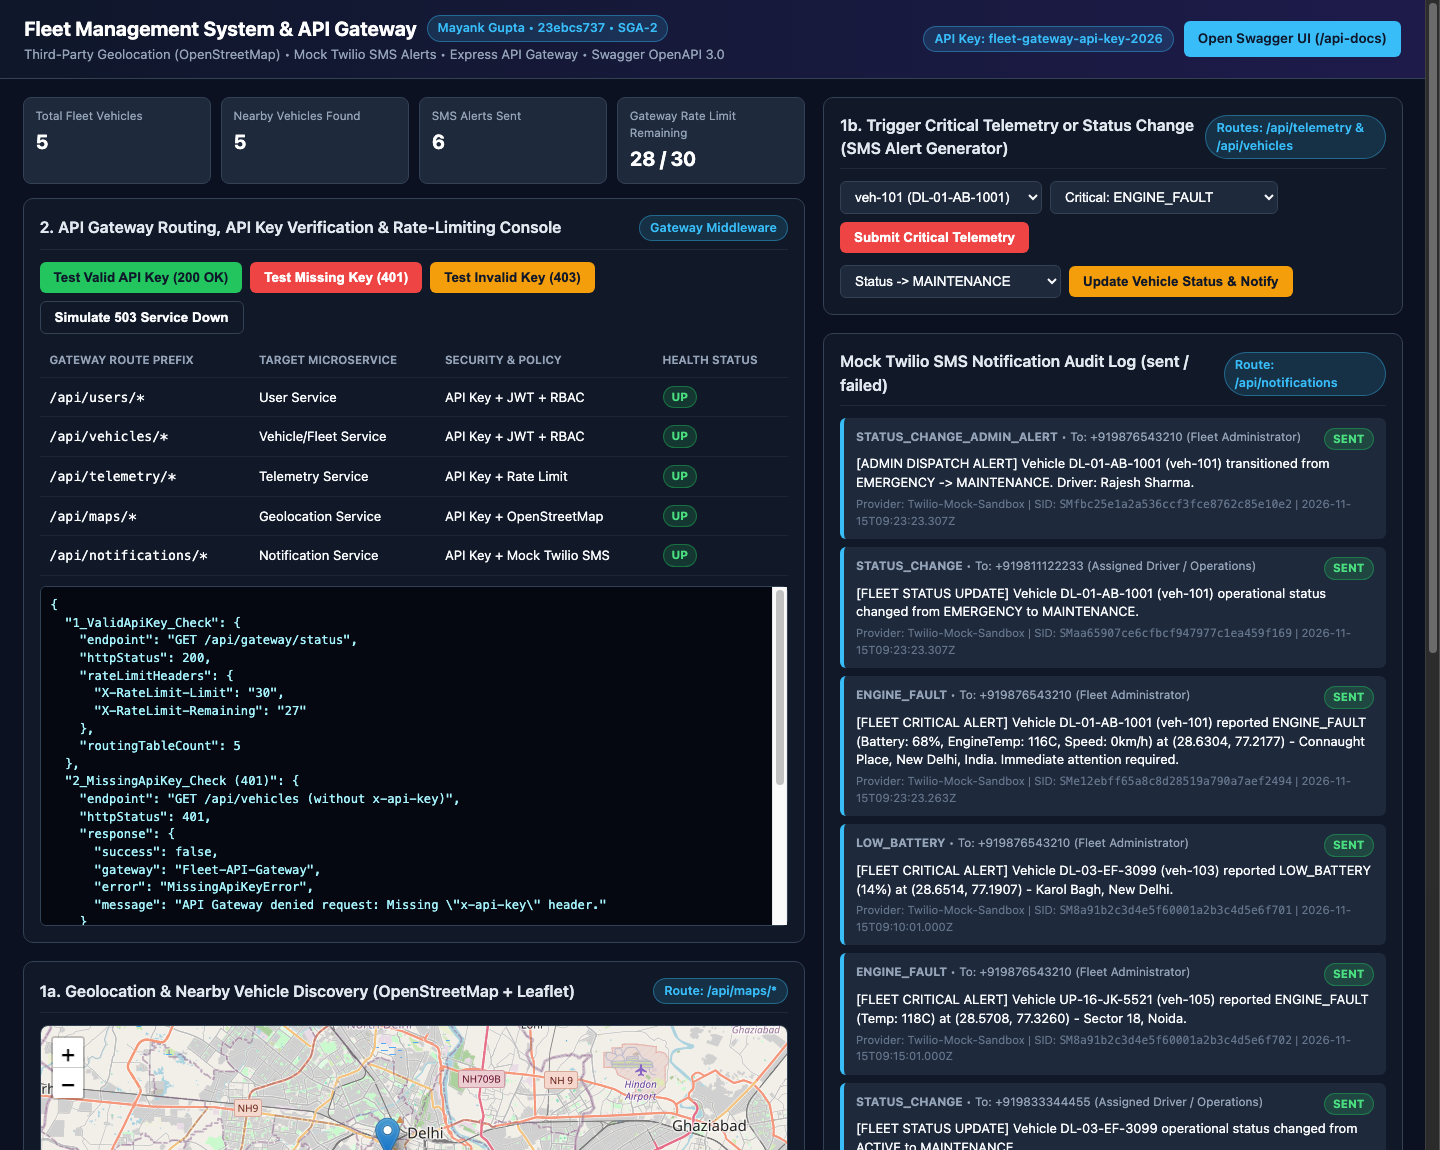 Fleet Management System & API Gateway
Mayank Gupta • 23ebcs737 • SGA-2
Third-Party Geolocation (OpenStreetMap) • Mock Twilio SMS Alerts • Express API Gateway • Swagger OpenAPI 3.0
API Key: fleet-gateway-api-key-2026
Open Swagger UI (/api-docs)
Total Fleet Vehicles
5
Nearby Vehicles Found
5
SMS Alerts Sent
6
Gateway Rate Limit
Remaining
28 / 30
2. API Gateway Routing, API Key Verification & Rate-Limiting Console
Gateway Middleware
Test Valid API Key (200 OK)
Test Missing Key (401)
Test Invalid Key (403)
Simulate 503 Service Down
GATEWAY ROUTE PREFIX TARGET MICROSERVICE SECURITY & POLICY HEALTH STATUS
/api/users/* User Service API Key + JWT + RBAC UP
/api/vehicles/* Vehicle/Fleet Service API Key + JWT + RBAC UP
/api/telemetry/* Telemetry Service API Key + Rate Limit UP
/api/maps/* Geolocation Service API Key + OpenStreetMap UP
/api/notifications/* Notification Service API Key + Mock Twilio SMS UP
{
"1_ValidApiKey_Check": {
"endpoint": "GET /api/gateway/status",
"httpStatus": 200,
"rateLimitHeaders": {
"X-RateLimit-Limit": "30",
"X-RateLimit-Remaining": "27"
},
"routingTableCount": 5
},
"2_MissingApiKey_Check (401)": {
"endpoint": "GET /api/vehicles (without x-api-key)",
"httpStatus": 401,
"response": {
"success": false,
"gateway": "Fleet-API-Gateway",
"error": "MissingApiKeyError",
"message": "API Gateway denied request: Missing \"x-api-key\" header."
}
1a. Geolocation & Nearby Vehicle Discovery (OpenStreetMap + Leaflet)
Route: /api/maps/*
+
−
North Delhi
Loni
Ghaziabad
NH709B
NH 9
Hindon
Airport
NH9
Delhi
Ghaziabad
1b. Trigger Critical Telemetry or Status Change
(SMS Alert Generator)
Routes: /api/telemetry &
/api/vehicles
veh-101 (DL-01-AB-1001)
Critical: ENGINE_FAULT
Submit Critical Telemetry
Status -> MAINTENANCE
Update Vehicle Status & Notify
Mock Twilio SMS Notification Audit Log (sent /
failed)
Route:
/api/notifications
STATUS_CHANGE_ADMIN_ALERT • To: +919876543210 (Fleet Administrator)
SENT
[ADMIN DISPATCH ALERT] Vehicle DL-01-AB-1001 (veh-101) transitioned from
EMERGENCY -> MAINTENANCE. Driver: Rajesh Sharma.
Provider: Twilio-Mock-Sandbox | SID: SMfbc25e1a2a536ccf3fce8762c85e10e2 | 2026-11-
15T09:23:23.307Z
STATUS_CHANGE • To: +919811122233 (Assigned Driver / Operations)
SENT
[FLEET STATUS UPDATE] Vehicle DL-01-AB-1001 (veh-101) operational status
changed from EMERGENCY to MAINTENANCE.
Provider: Twilio-Mock-Sandbox | SID: SMaa65907ce6cfbcf947977c1ea459f169 | 2026-11-
15T09:23:23.307Z
ENGINE_FAULT • To: +919876543210 (Fleet Administrator)
SENT
[FLEET CRITICAL ALERT] Vehicle DL-01-AB-1001 (veh-101) reported ENGINE_FAULT
(Battery: 68%, EngineTemp: 116C, Speed: 0km/h) at (28.6304, 77.2177) - Connaught
Place, New Delhi, India. Immediate attention required.
Provider: Twilio-Mock-Sandbox | SID: SMe12ebff65a8c8d28519a790a7aef2494 | 2026-11-
15T09:23:23.263Z
LOW_BATTERY • To: +919876543210 (Fleet Administrator)
SENT
[FLEET CRITICAL ALERT] Vehicle DL-03-EF-3099 (veh-103) reported LOW_BATTERY
(14%) at (28.6514, 77.1907) - Karol Bagh, New Delhi.
Provider: Twilio-Mock-Sandbox | SID: SM8a91b2c3d4e5f60001a2b3c4d5e6f701 | 2026-11-
15T09:10:01.000Z
ENGINE_FAULT • To: +919876543210 (Fleet Administrator)
SENT
[FLEET CRITICAL ALERT] Vehicle UP-16-JK-5521 (veh-105) reported ENGINE_FAULT
(Temp: 118C) at (28.5708, 77.3260) - Sector 18, Noida.
Provider: Twilio-Mock-Sandbox | SID: SM8a91b2c3d4e5f60001a2b3c4d5e6f702 | 2026-11-
15T09:15:01.000Z
STATUS_CHANGE • To: +919833344455 (Assigned Driver / Operations)
SENT
[FLEET STATUS UPDATE] Vehicle DL-03-EF-3099 operational status changed from
ACTIVE to MAINTENANCE